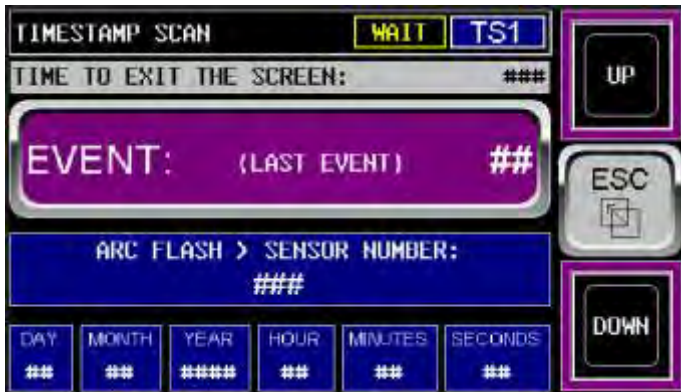 TIMESTAMP SCAN WAIT TS1
TIME TO EXIT THE SCREEN: ###
EVENT: (LAST EVENT) ##
ARC FLASH > SENSOR NUMBER:
###
DAY MONTH YEAR HOUR MINUTES SECONDS
## ## #### ## ## ##
UP
ESC
DOWN